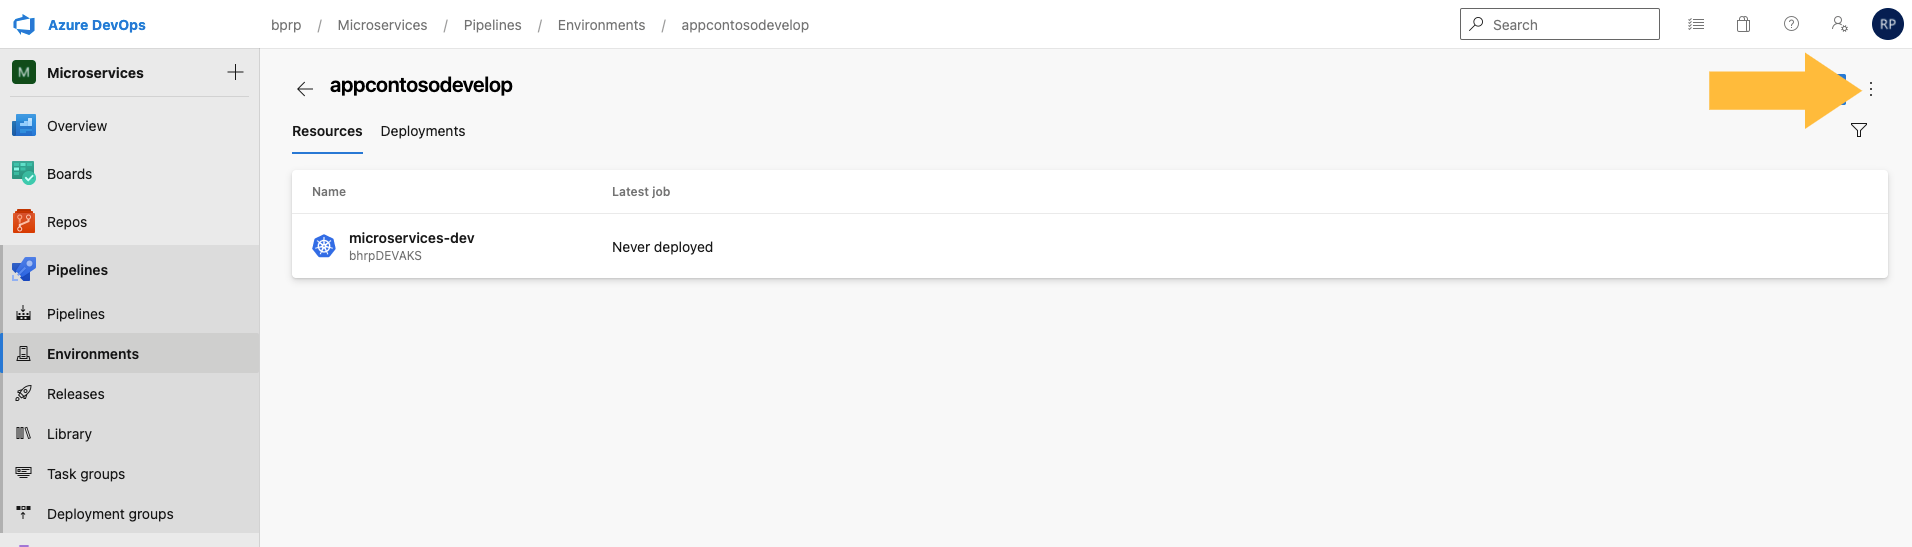 Azure DevOps
bprp / Microservices / Pipelines / Environments / appcontosodevelop
Search
RP
M Microservices
appcontosodevelop
Overview
Resources Deployments
Boards
Name Latest job
Repos
microservices-dev
bhrpDEVAKS
Never deployed
Pipelines
Pipelines
Environments
Releases
Library
Task groups
Deployment groups